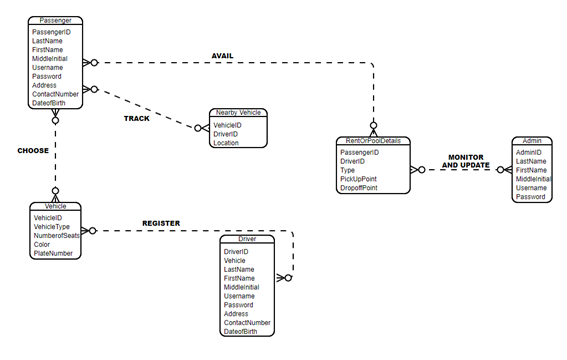 Passenger
PassengerID
LastName
FirstName
MiddleInitial
Username
Password
Address
ContactNumber
DateofBirth
AVAIL
TRACK
Nearby Vehicle
VehicleID
DriverID
Location
RentOrPoolDetails
PassengerID
DriverID
Type
PickUpPoint
DropoffPoint
MONITOR
AND UPDATE
Admin
AdminID
LastName
FirstName
MiddleInitial
Username
Password
CHOOSE
Vehicle
VehicleID
VehicleType
NumberofSeats
Color
PlateNumber
REGISTER
Driver
DriverID
Vehicle
LastName
FirstName
MiddleInitial
Username
Password
Address
ContactNumber
DateofBirth